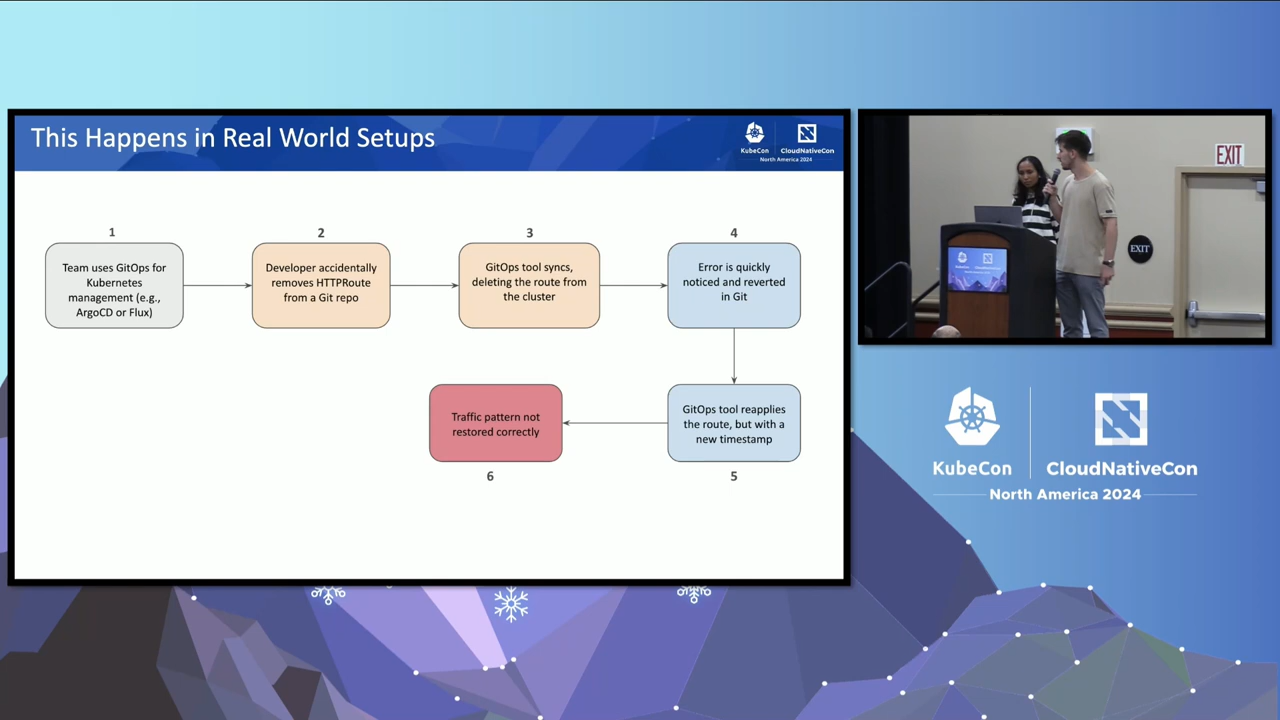 This Happens in Real World Setups
KubeCon
CloudNativeCon
North America 2024
1
Team uses GitOps for
Kubernetes
management (e.g.,
ArgoCD or Flux)
2
Developer accidentally
removes HTTPRoute
from a Git repo
3
GitOps tool syncs,
deleting the route from
the cluster
4
Error is quickly
noticed and reverted
in Git
GitOps tool reapplies
the route, but with a
new timestamp
5
Traffic pattern not
restored correctly
6
EXIT
EXIT
KubeCon
CloudNativeCon
North America 2024